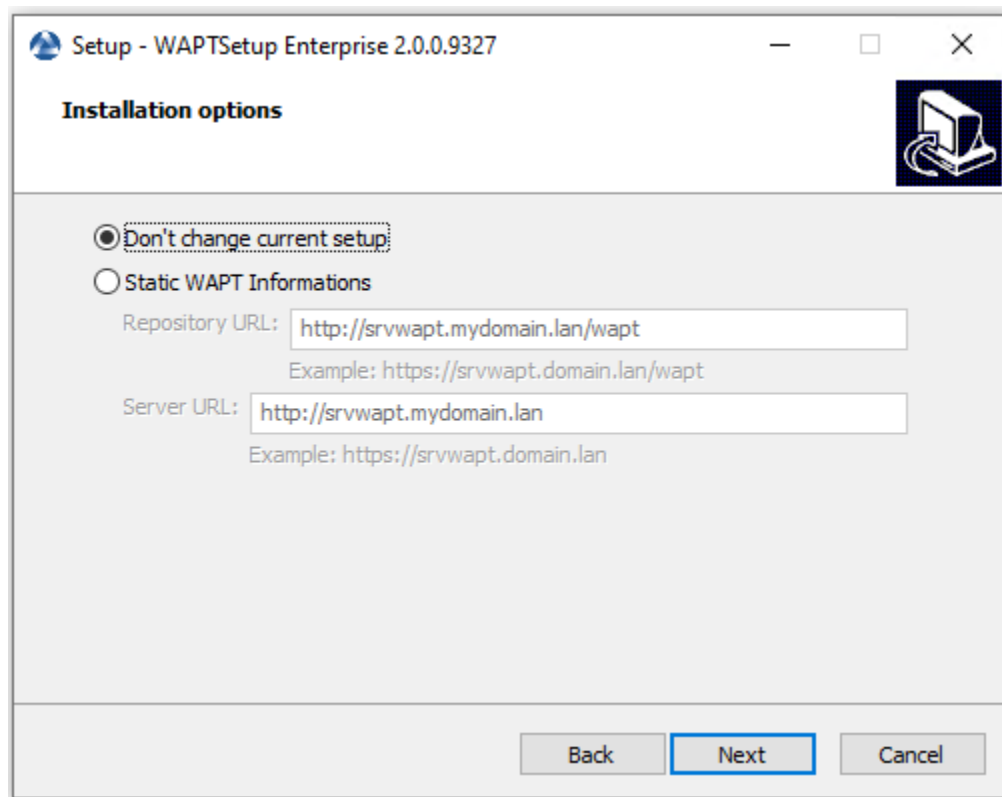 Setup - WAPTSetup Enterprise 2.0.0.9327
Installation options
Don't change current setup
Static WAPT Informations
Repository URL: http://srvwapt.mydomain.lan/wapt
Example: https://srvwapt.domain.lan/wapt
Server URL: http://srvwapt.mydomain.lan
Example: https://srvwapt.domain.lan
Back Next Cancel